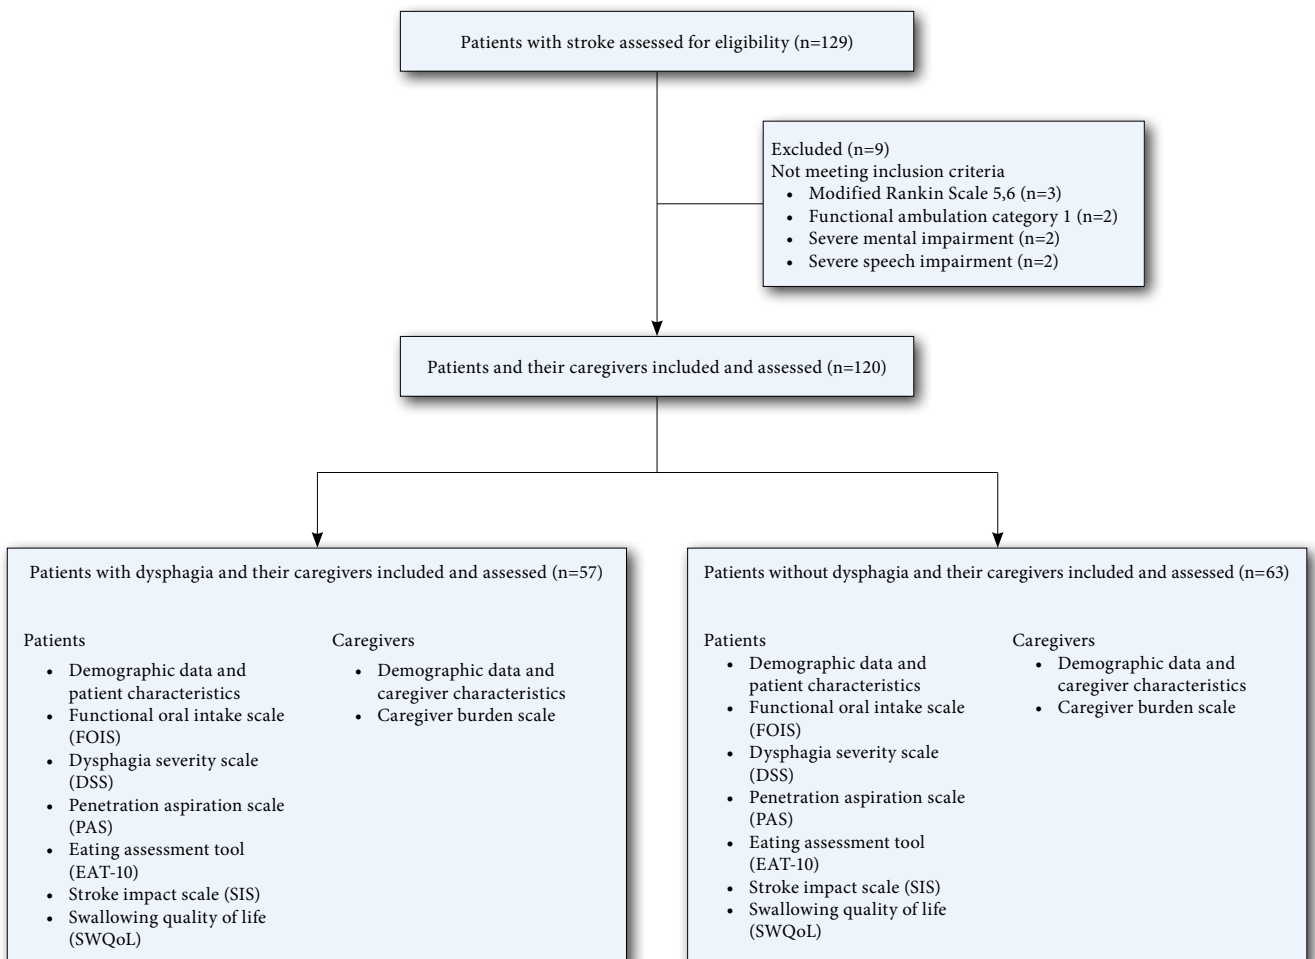 Patients with stroke assessed for eligibility (n=129)
Excluded (n=9)
Not meeting inclusion criteria
• Modified Rankin Scale 5,6 (n=3)
• Functional ambulation category 1 (n=2)
• Severe mental impairment (n=2)
• Severe speech impairment (n=2)
Patients and their caregivers included and assessed (n=120)
Patients with dysphagia and their caregivers included and assessed (n=57)
Patients
• Demographic data and
patient characteristics
• Functional oral intake scale
(FOIS)
• Dysphagia severity scale
(DSS)
• Penetration aspiration scale
(PAS)
• Eating assessment tool
(EAT-10)
• Stroke impact scale (SIS)
• Swallowing quality of life
(SWQoL)
Caregivers
• Demographic data and
caregiver characteristics
• Caregiver burden scale
Patients without dysphagia and their caregivers included and assessed (n=63)
Patients
• Demographic data and
patient characteristics
• Functional oral intake scale
(FOIS)
• Dysphagia severity scale
(DSS)
• Penetration aspiration scale
(PAS)
• Eating assessment tool
(EAT-10)
• Stroke impact scale (SIS)
• Swallowing quality of life
(SWQoL)
Caregivers
• Demographic data and
caregiver characteristics
• Caregiver burden scale